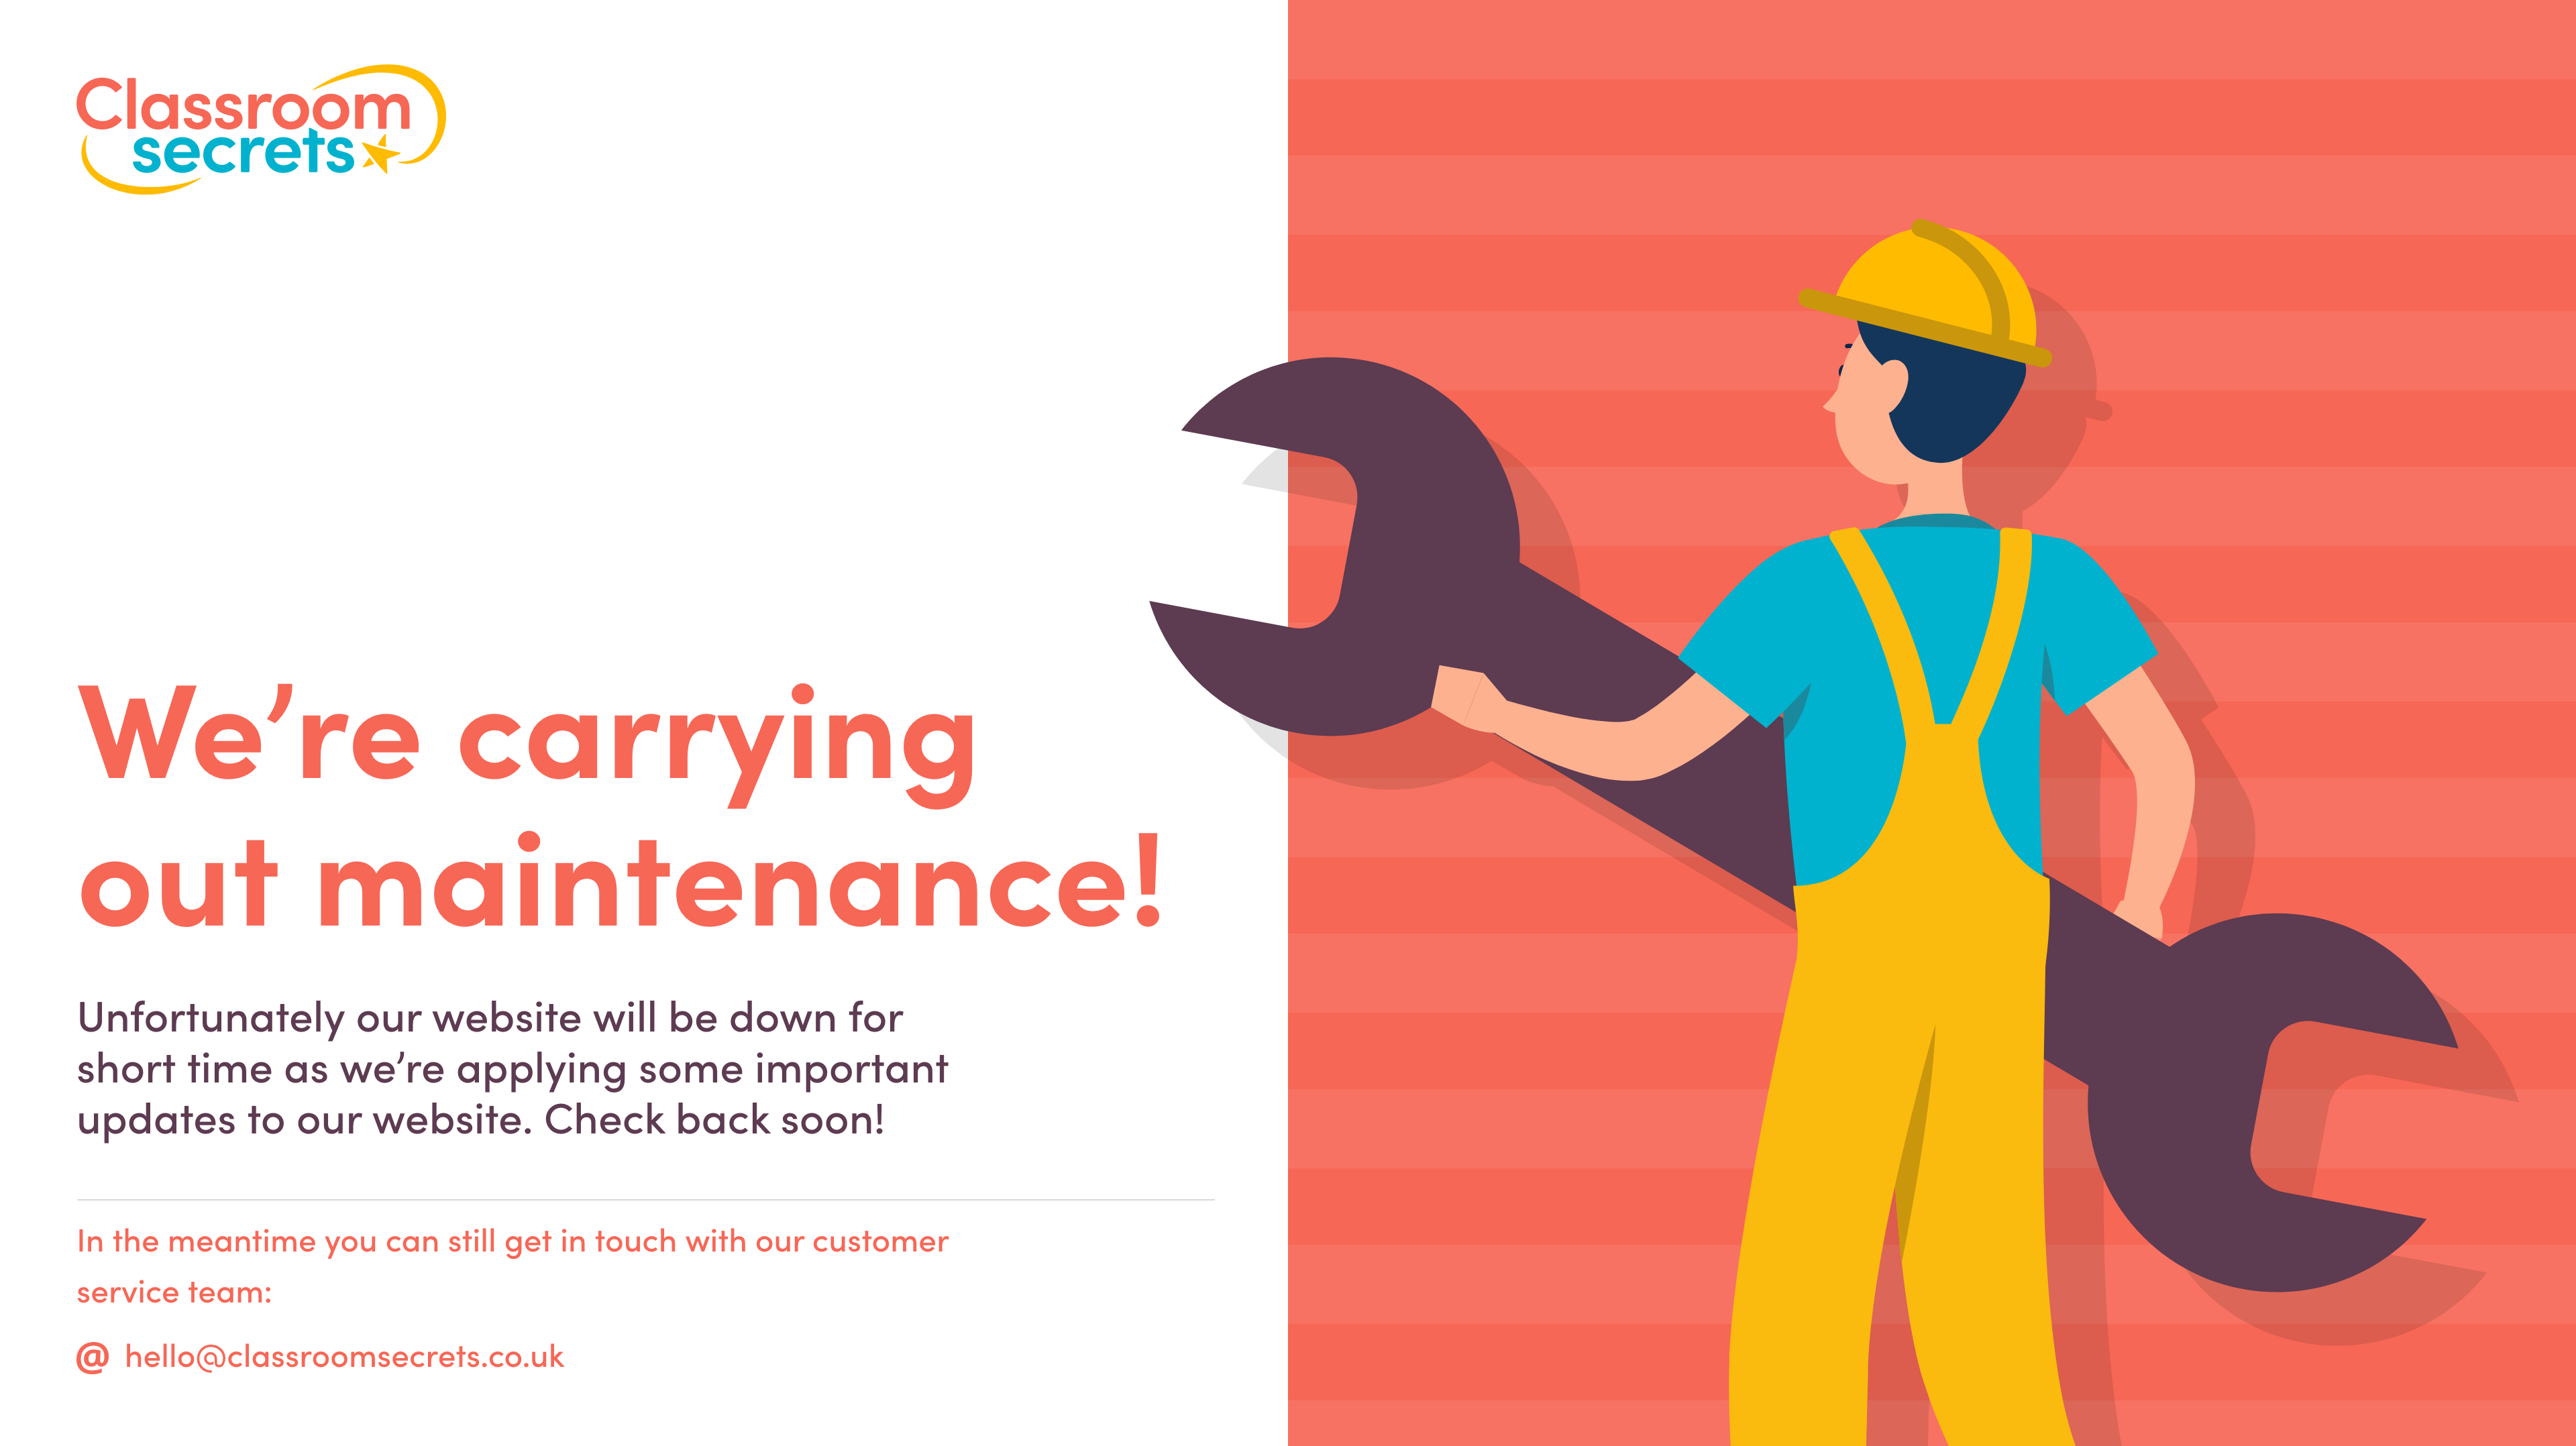 Classroom
secrets
We’re carrying
out maintenance!
Unfortunately our website will be down for
short time as we’re applying some important
updates to our website. Check back soon!
In the meantime you can still get in touch with our customer
service team:
@ hello@classroomsecrets.co.uk